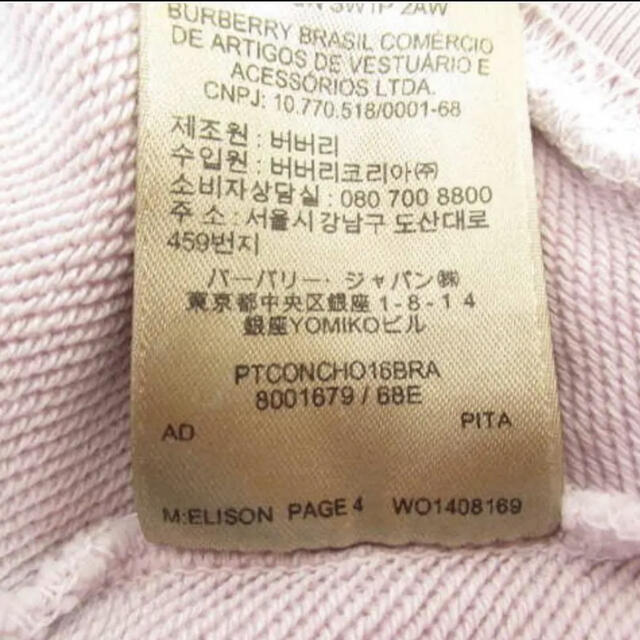 SW1P 2AW
BURBERRY BRASIL COMÉRCIO
DE ARTIGOS DE VESTUÁRIO E
ACESSÓRIOS LTDA.
CNPJ: 10.770.518/0001-68
제조원 : 버버리
수입원 : 버버리코리아㈜
소비자상담실 : 080 700 8800
주 소 : 서울시강남구 도산대로
459번지
バーバリー・ジャパン㈱
東京都中央区銀座1-8-14
銀座YOMIKOビル
PTCONCHO16BRA
8001679 / 68E
AD PITA
M:ELISON PAGE 4 WO1408169